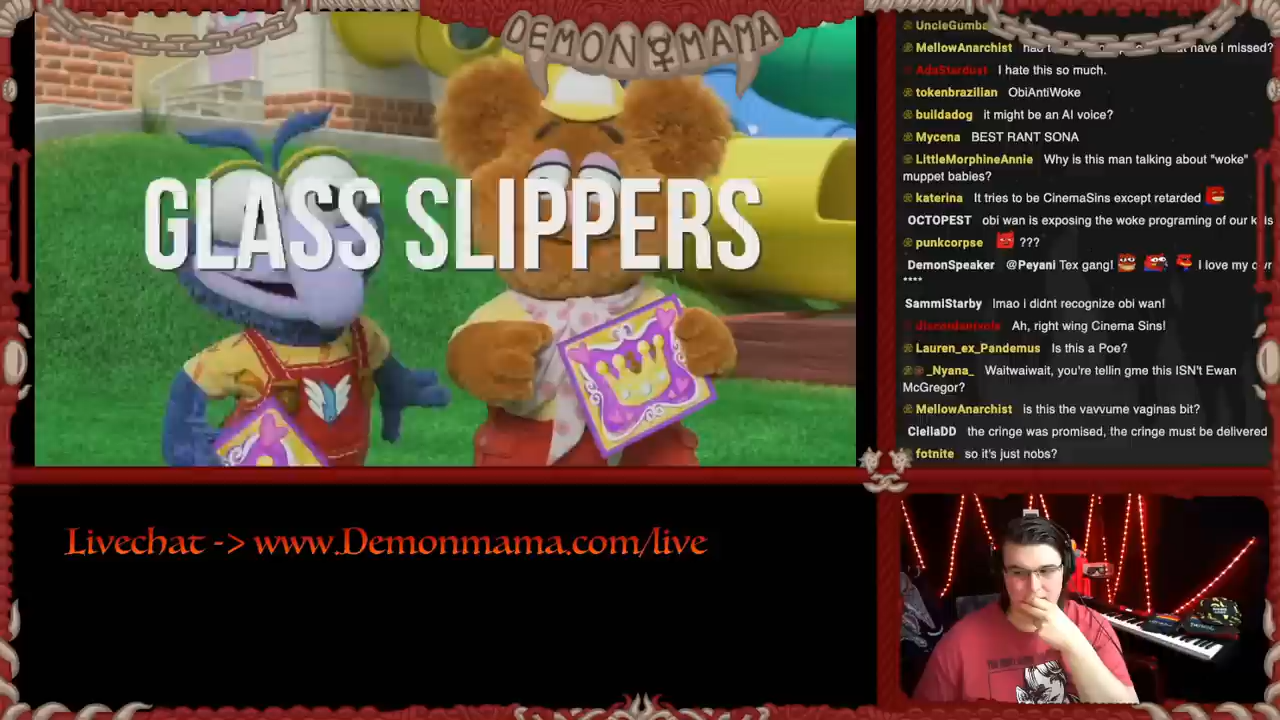 DEMON MAMA
GLASS SLIPPERS
UncleGumba
MellowAnarchist have i missed?
AdaStardust I hate this so much.
tokenbrazilian ObiAntiWoke
buildadog it might be an AI voice?
Mycena BEST RANT SONA
LittleMorphineAnnie Why is this man talking about "woke"
muppet babies?
katerina It tries to be CinemaSins except retarded
OCTOPEST obi wan is exposing the woke programing of our
punkcorpse ???
DemonSpeaker @Peyani Tex gang! I love my
****
SammiStarby lmao i didnt recognize obi wan!
Ah, right wing Cinema Sins!
Lauren_ex_Pandemus Is this a Poe?
_Nyana_ Waitwaiwait, you're tellin gme this ISN't Ewan
McGregor?
MellowAnarchist is this the vavvume vaginas bit?
CiellaDD the cringe was promised, the cringe must be delivered
fotnite so it's just nobs?
Livechat -> www.Demonmama.com/live